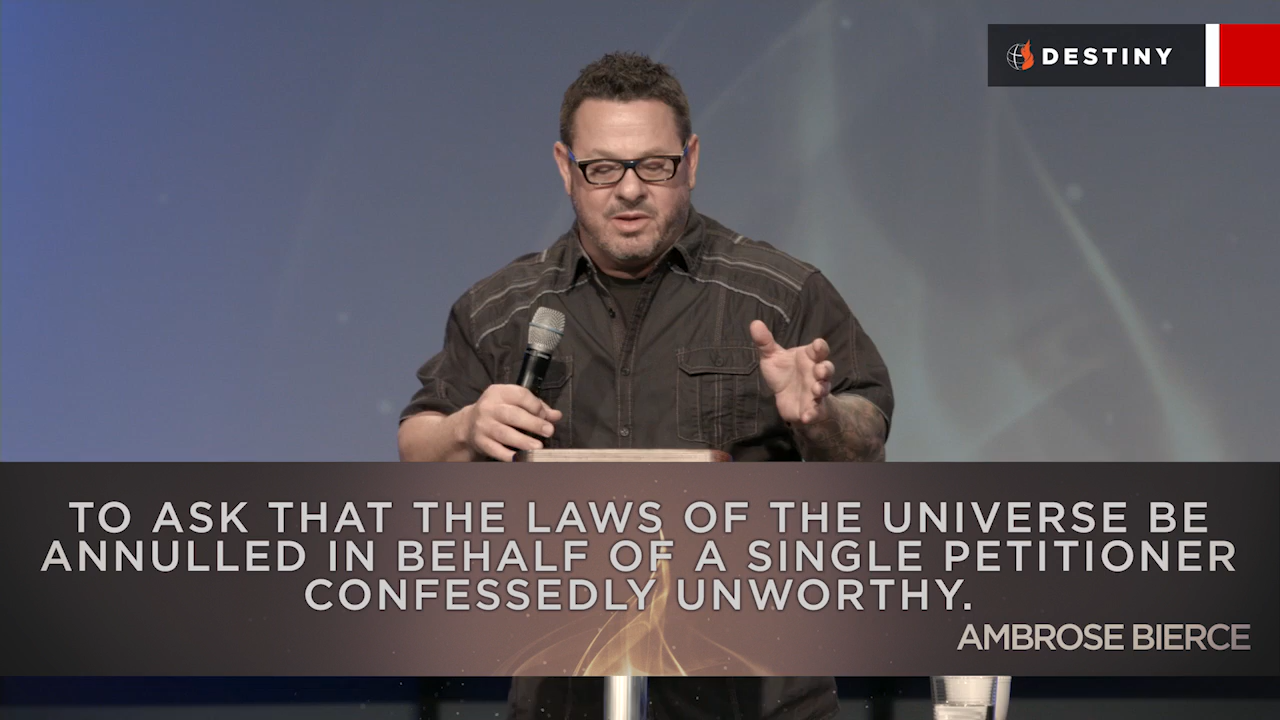 DESTINY
TO ASK THAT THE LAWS OF THE UNIVERSE BE
ANNULLED IN BEHALF OF A SINGLE PETITIONER
CONFESSEDLY UNWORTHY.
AMBROSE BIERCE